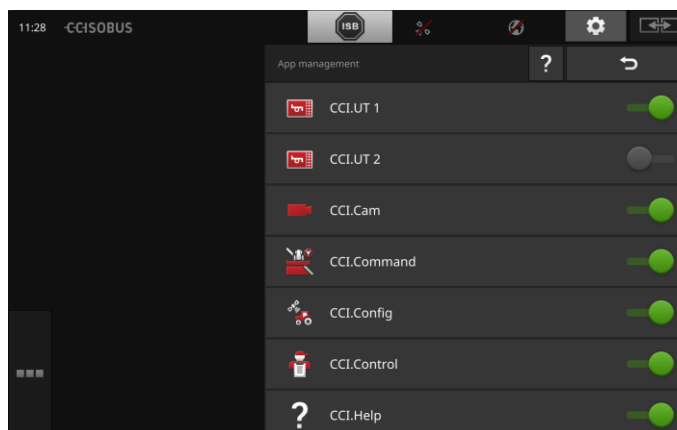 11:28 CCISOBUS ISB
App management ?
CCI.UT 1
CCI.UT 2
CCI.Cam
CCI.Command
CCI.Config
CCI.Control
? CCI.Help